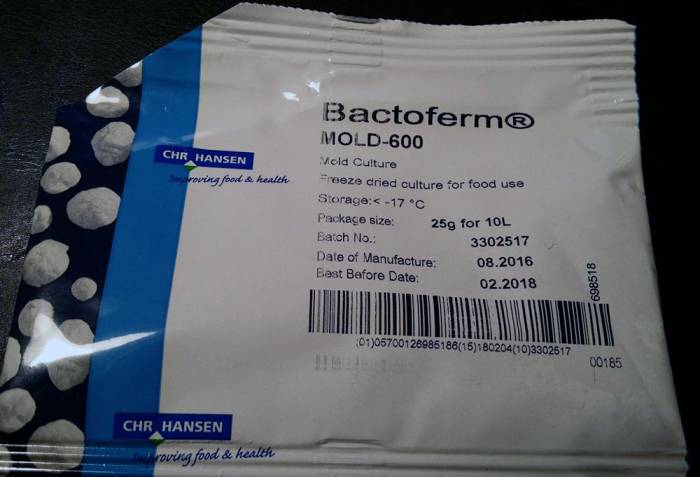 Bactoferm®
MOLD-600
Mold Culture
Freeze dried culture for food use
Storage:< -17 °C
Package size: 25g for 10L
Batch No.: 3302517
Date of Manufacture: 08.2016
Best Before Date: 02.2018
698518
(01)05700126985186(15)180204(10)3302517
00185
CHR HANSEN
Improving food & health
CHR HANSEN
Improving food & health